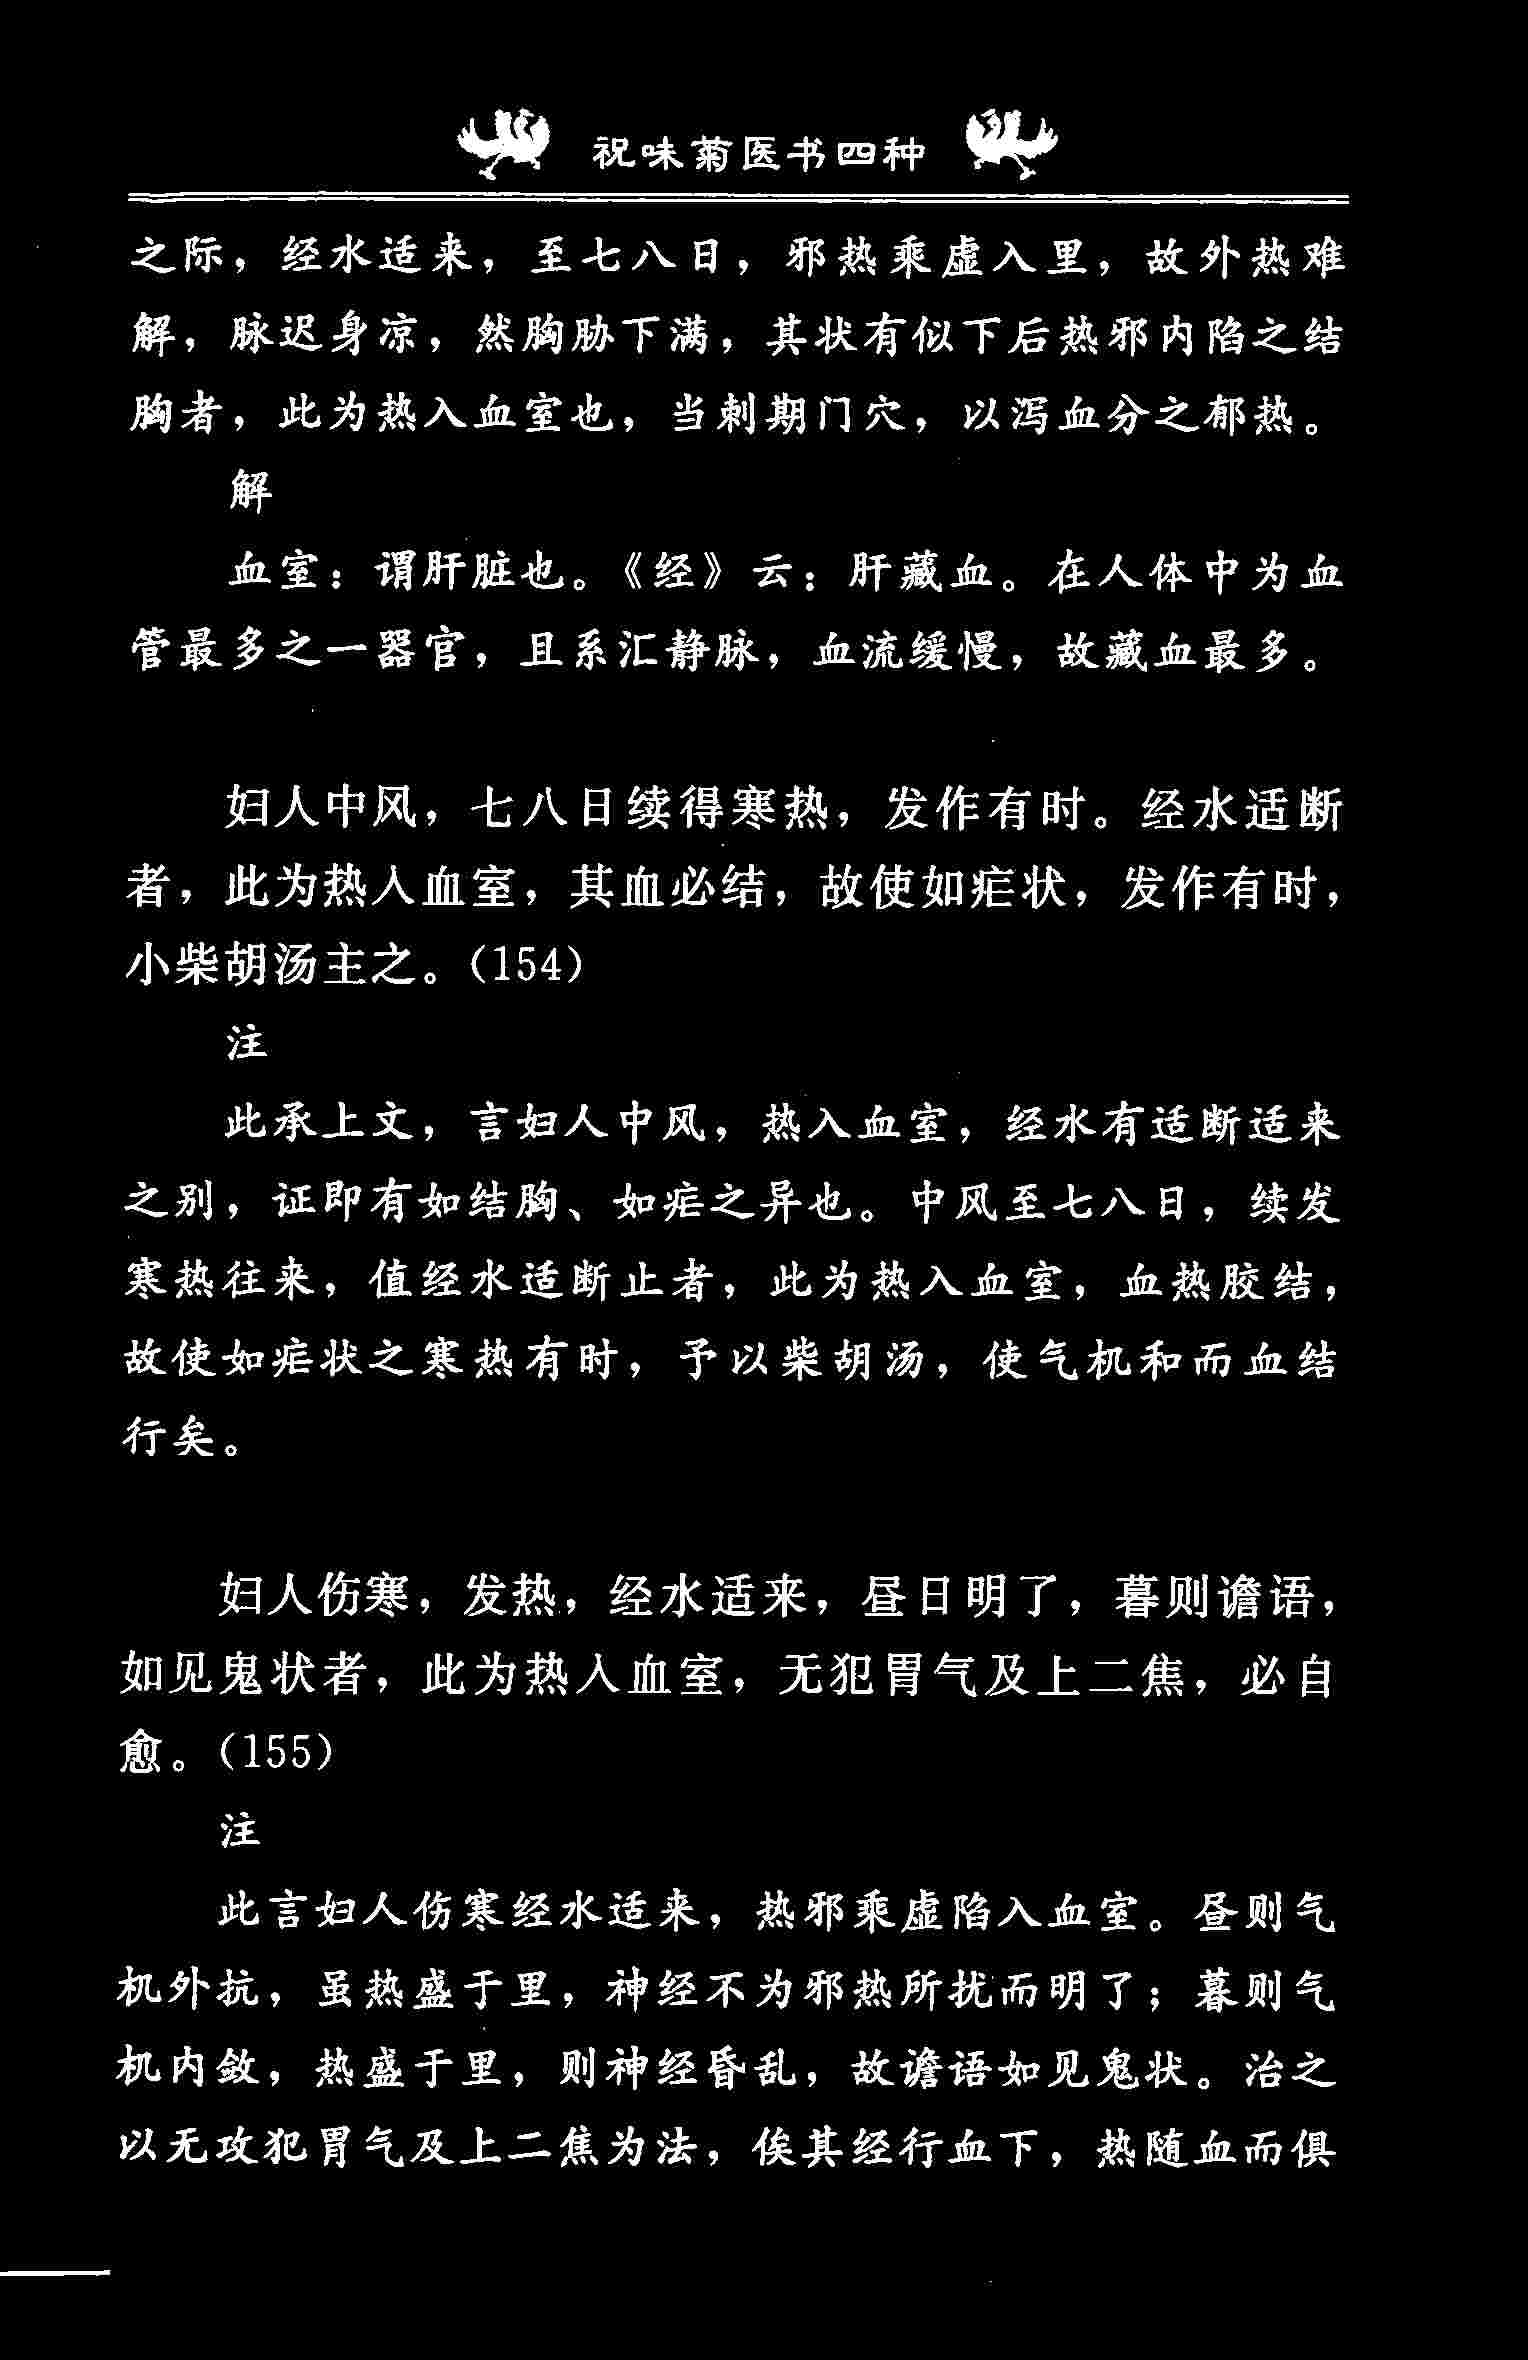 祝味菊医书四种
之际，经水适来，至七八日，邪热乘虚入里，故外热难
解，脉迟身凉，然胸胁下满，其状有似下后热邪内陷之结
胸者，此为热入血室也，当刺期门穴，以泻血分之郁热。
解
血室：谓肝脏也。《经》云：肝藏血。在人体中为血
管最多之一器官，且系汇静脉，血流缓慢，故藏血最多。
妇人中风，七八日续得寒热，发作有时。经水适断
者，此为热入血室，其血必结，故使如疟状，发作有时，
小柴胡汤主之。（154）
注
此承上文，言妇人中风，热入血室，经水有适断适来
之别，证即有如结胸、如疟之异也。中风至七八日，续发
寒热往来，值经水适断止者，此为热入血室，血热胶结，
故使如疟状之寒热有时，予以柴胡汤，使气机和而血结
行矣。
妇人伤寒，发热，经水适来，昼日明了，暮则谵语，
如见鬼状者，此为热入血室，无犯胃气及上二焦，必自
愈。（155）
注
此言妇人伤寒经水适来，热邪乘虚陷入血室。昼则气
机外抗，虽热盛于里，神经不为邪热所扰而明了；暮则气
机内敛，热盛于里，则神经昏乱，故谵语如见鬼状。治之
以无攻犯胃气及上二焦为法，俟其经行血下，热随血而俱